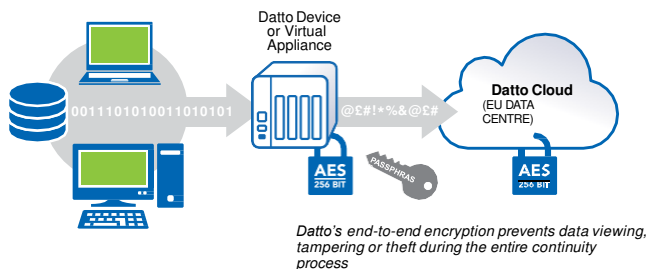 Datto Device
or Virtual
Appliance
0011101010011010101
@£#!*%&@£#
Datto Cloud
(EU DATA
CENTRE)
AES
256 BIT
PASSPHRAS
AES
256 BIT
Datto's end-to-end encryption prevents data viewing,
tampering or theft during the entire continuity
process